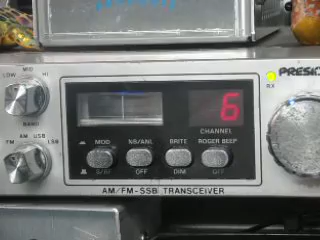 MID
LOW HI
PRESID
RX
6
CHANNEL
BAND
AM USB
FM LSB
MOD NB/ANL BRITE ROGER BEEP
S/RF OFF DIM OFF
AM/FM-SSB TRANSCEIVER